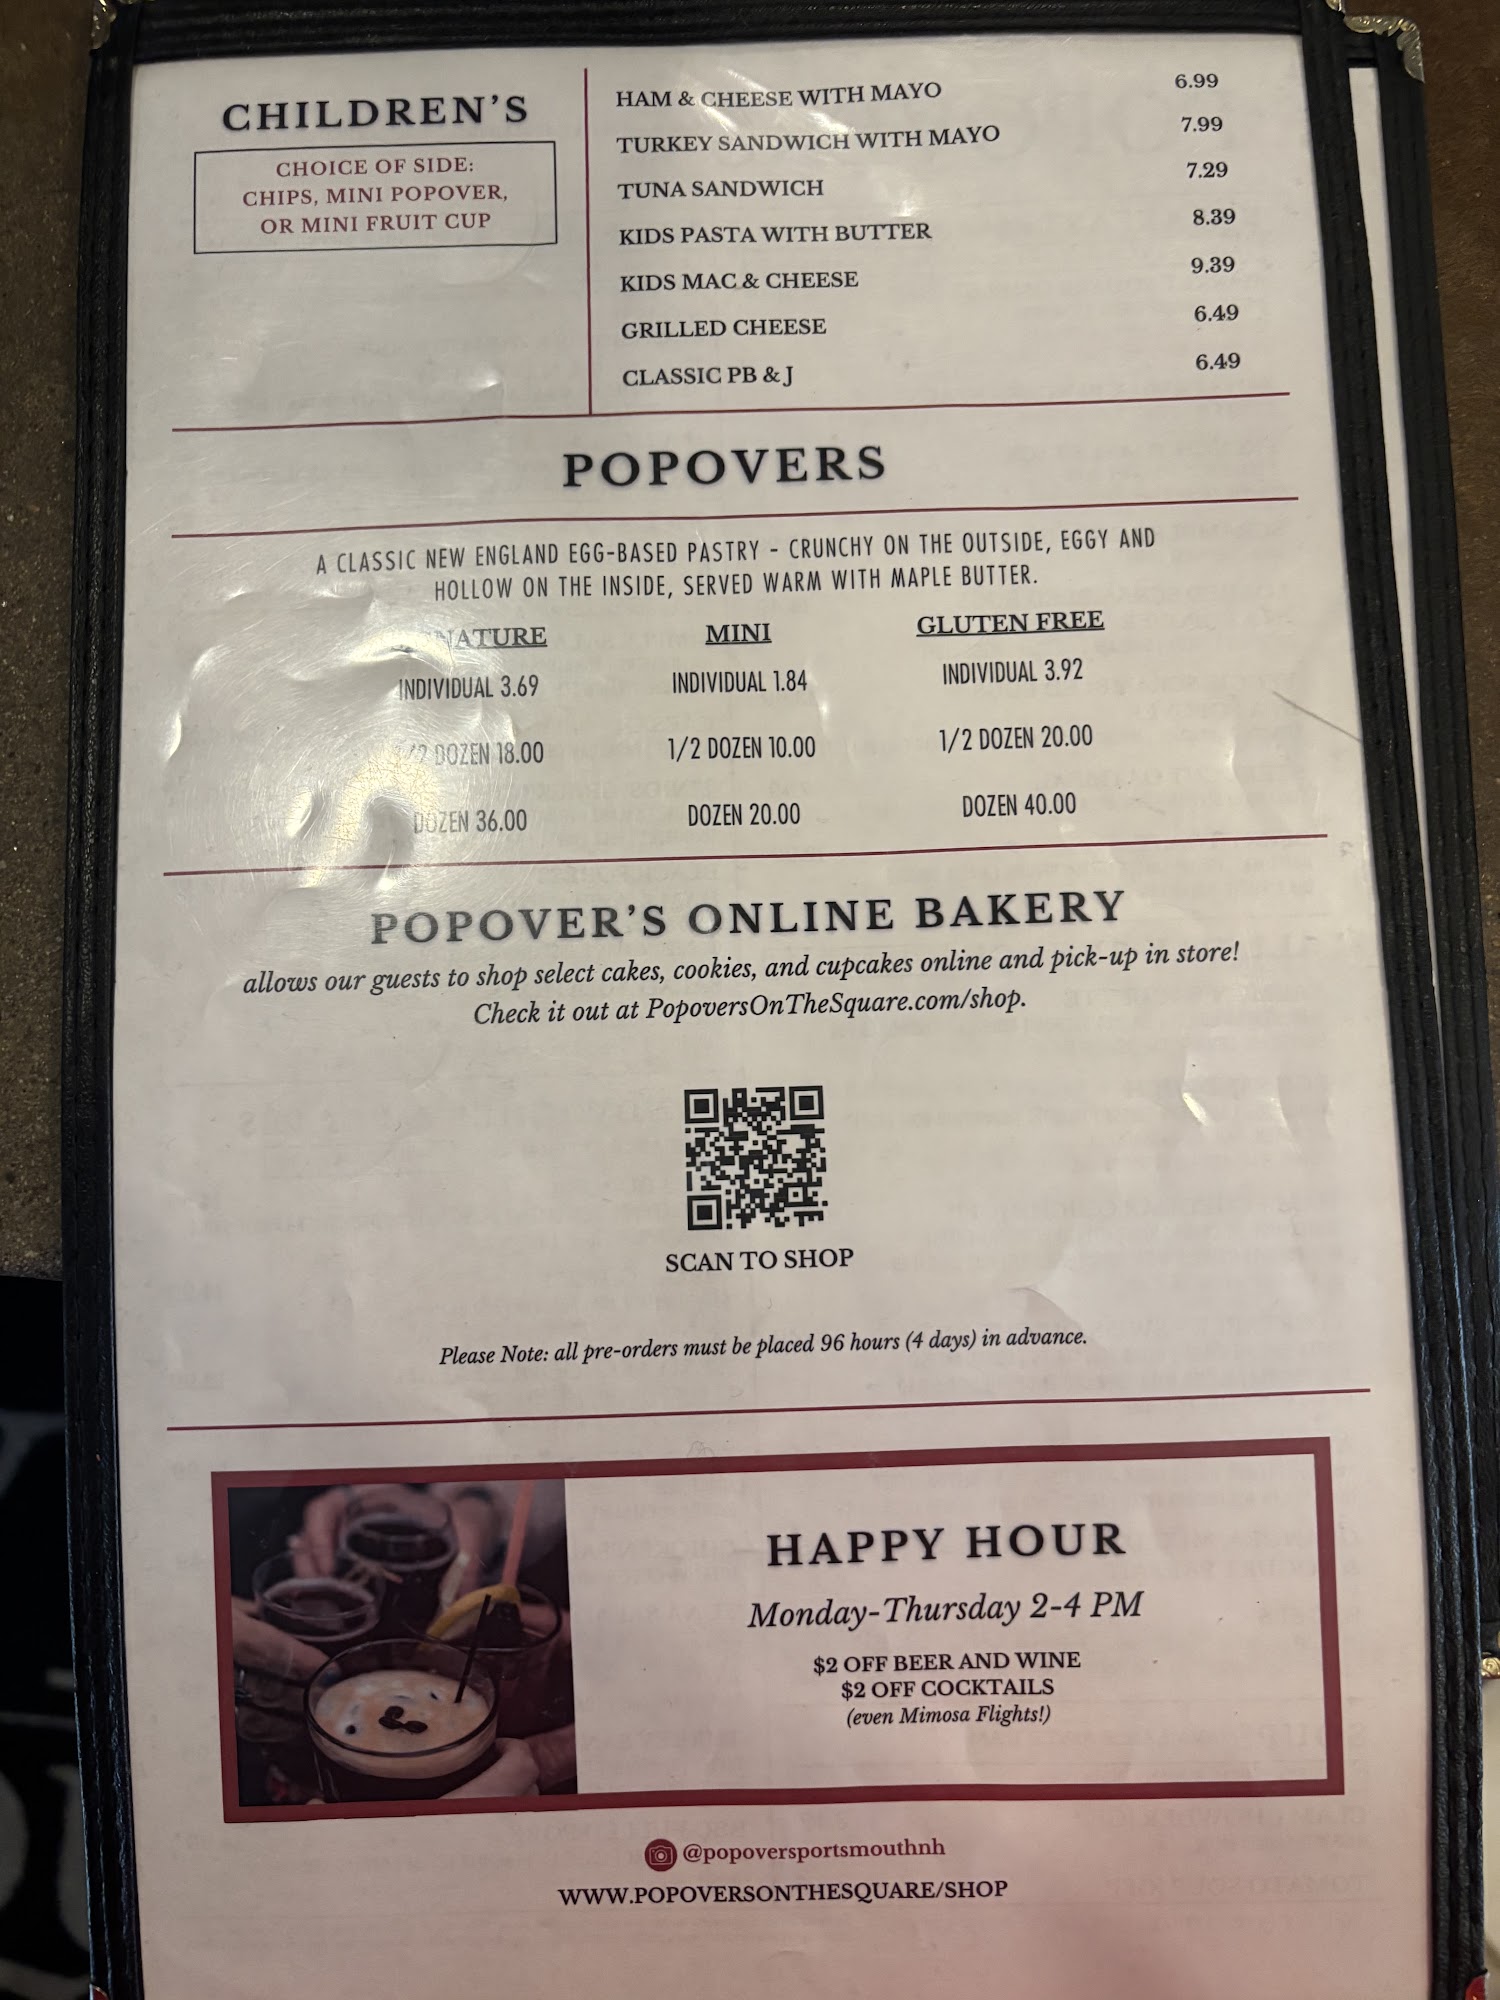 CHILDREN'S
CHOICE OF SIDE:
CHIPS, MINI POPOVER,
OR MINI FRUIT CUP
HAM & CHEESE WITH MAYO 6.99
TURKEY SANDWICH WITH MAYO 7.99
TUNA SANDWICH 7.29
KIDS PASTA WITH BUTTER 8.39
KIDS MAC & CHEESE 9.39
GRILLED CHEESE 6.49
CLASSIC PB & J 6.49
POPOVERS
A CLASSIC NEW ENGLAND EGG-BASED PASTRY - CRUNCHY ON THE OUTSIDE, EGGY AND
HOLLOW ON THE INSIDE, SERVED WARM WITH MAPLE BUTTER.
MINI GLUTEN FREE
INDIVIDUAL 3.69 INDIVIDUAL 1.84 INDIVIDUAL 3.92
1/2 DOZEN 18.00 1/2 DOZEN 10.00 1/2 DOZEN 20.00
DOZEN 36.00 DOZEN 20.00 DOZEN 40.00
POPOVER'S ONLINE BAKERY
allows our guests to shop select cakes, cookies, and cupcakes online and pick-up in store!
Check it out at PopoversOnTheSquare.com/shop.
SCAN TO SHOP
Please Note: all pre-orders must be placed 96 hours (4 days) in advance.
HAPPY HOUR
Monday-Thursday 2-4 PM
$2 OFF BEER AND WINE
$2 OFF COCKTAILS
(even Mimosa Flights!)
@popoversportsmouthnh
WWW.POPOVERSONTHESQUARE/SHOP